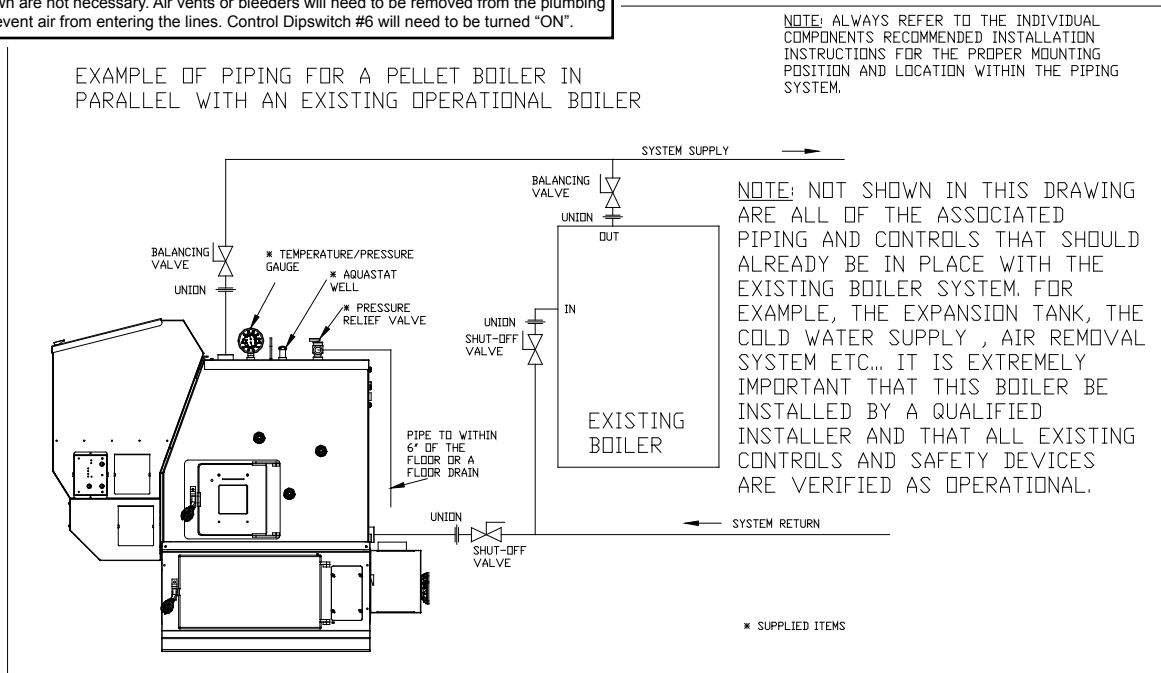 are not necessary. Air vents or bleeders will need to be removed from the plumbing
air from entering the lines. Control Dipswitch #6 will need to be turned “ON”.
NOTE: ALWAYS REFER TO THE INDIVIDUAL
COMPONENTS RECOMMENDED INSTALLATION
INSTRUCTIONS FOR THE PROPER MOUNTING
POSITION AND LOCATION WITHIN THE PIPING
SYSTEM.
EXAMPLE OF PIPING FOR A PELLET BOILER IN
PARALLEL WITH AN EXISTING OPERATIONAL BOILER
SYSTEM SUPPLY
BALANCING
VALVE
UNION
OUT
BALANCING
VALVE
UNION
* TEMPERATURE/PRESSURE
GAUGE
* AQUASTAT
WELL
* PRESSURE
RELIEF VALVE
IN
UNION
SHUT-OFF
VALVE
EXISTING
BOILER
NOTE: NOT SHOWN IN THIS DRAWING
ARE ALL OF THE ASSOCIATED
PIPING AND CONTROLS THAT SHOULD
ALREADY BE IN PLACE WITH THE
EXISTING BOILER SYSTEM. FOR
EXAMPLE, THE EXPANSION TANK, THE
COLD WATER SUPPLY , AIR REMOVAL
SYSTEM ETC... IT IS EXTREMELY
IMPORTANT THAT THIS BOILER BE
INSTALLED BY A QUALIFIED
INSTALLER AND THAT ALL EXISTING
CONTROLS AND SAFETY DEVICES
ARE VERIFIED AS OPERATIONAL.
PIPE TO WITHIN
6" OF THE
FLOOR OR A
FLOOR DRAIN
UNION
SHUT-OFF
VALVE
SYSTEM RETURN
* SUPPLIED ITEMS